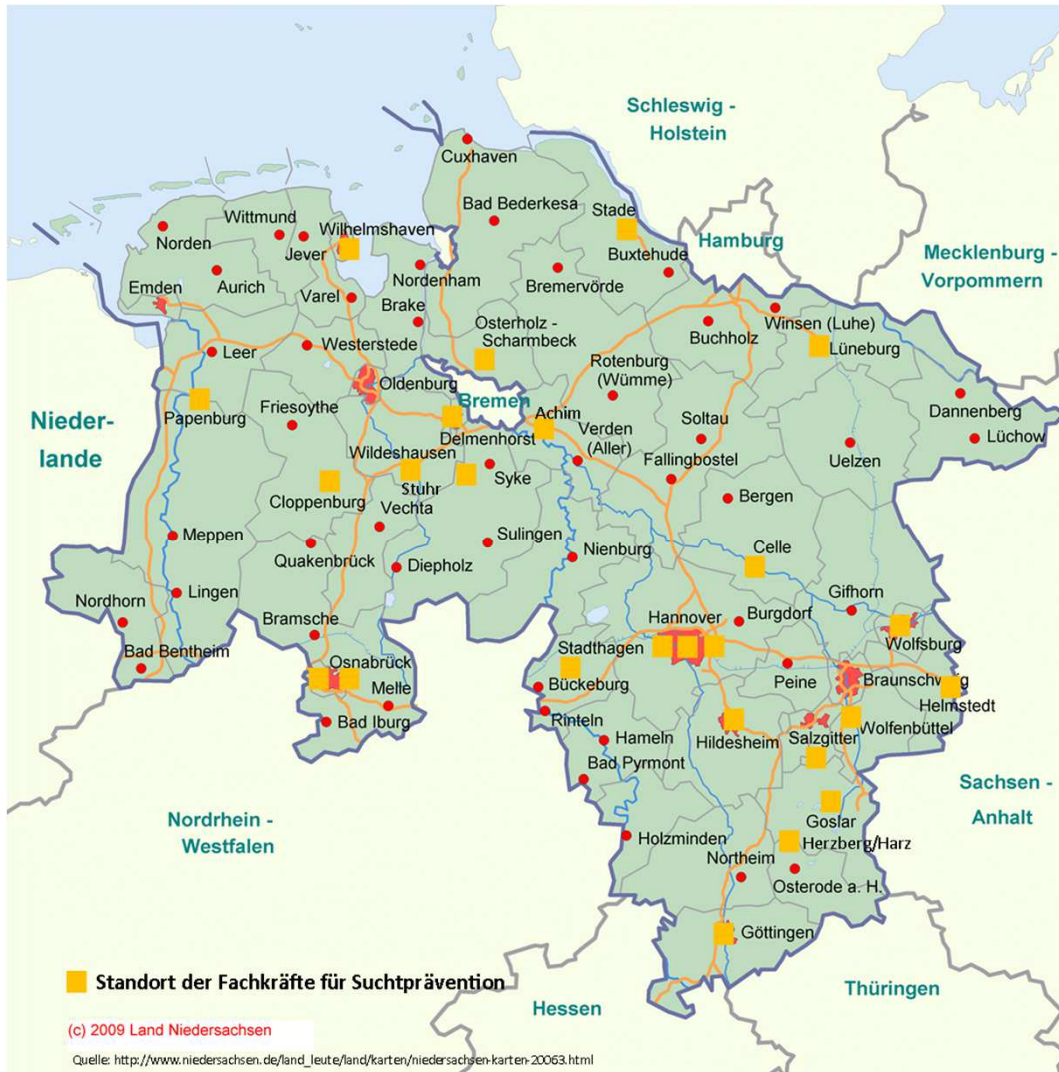 Schleswig -
Holstein
Cuxhaven
Bad Bederkesa
Stade
Hamburg
Wittmund
Wilhelmshaven
Norden
Jever
Buxtehude
Mecklenburg -
Vorpommern
Aurich
Nordenham
Bremervörde
Emden
Varel
Brake
Winsen (Luhe)
Osterholz -
Scharmbeck
Buchholz
Lüneburg
Leer
Westerstede
Rotenburg
(Wümme)
Oldenburg
Bremen
Dannenberg
Papenburg
Friesoythe
Achim
Soltau
Nieder-
lande
Delmenhorst
Verden
(Aller)
Lüchow
Wildeshausen
Uelzen
Fallingbostel
Syke
Stuhr
Cloppenburg
Bergen
Vechta
Meppen
Sulingen
Quakenbrück
Diepholz
Nienburg
Celle
Lingen
Gifhorn
Nordhorn
Bramsche
Hannover
Burgdorf
Stadthagen
Wolfsburg
Bad Bentheim
Osnabrück
Peine
Braunschweig
Melle
Bückeburg
Helmstedt
Bad Iburg
Rinteln
Wolfenbüttel
Hameln
Hildesheim
Salzgitter
Bad Pyrmont
Sachsen -
Anhalt
Nordrhein -
Westfalen
Goslar
Holzminden
Herzberg/Harz
Northeim
Osterode a. H.
Göttingen
Standort der Fachkräfte für Suchtprävention
Thüringen
Hessen
(c) 2009 Land Niedersachsen
Quelle: http://www.niedersachsen.de/land_leute/land/karten/niedersachsen-karten-20063.html